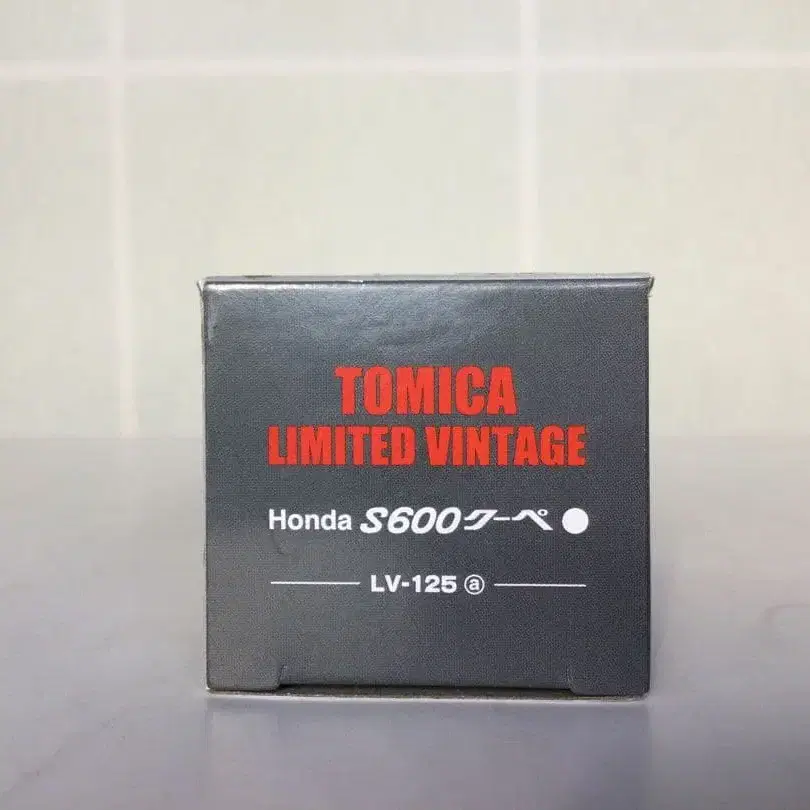 TOMICA
LIMITED VINTAGE
Honda S600クーペ
LV-125 ⓐ